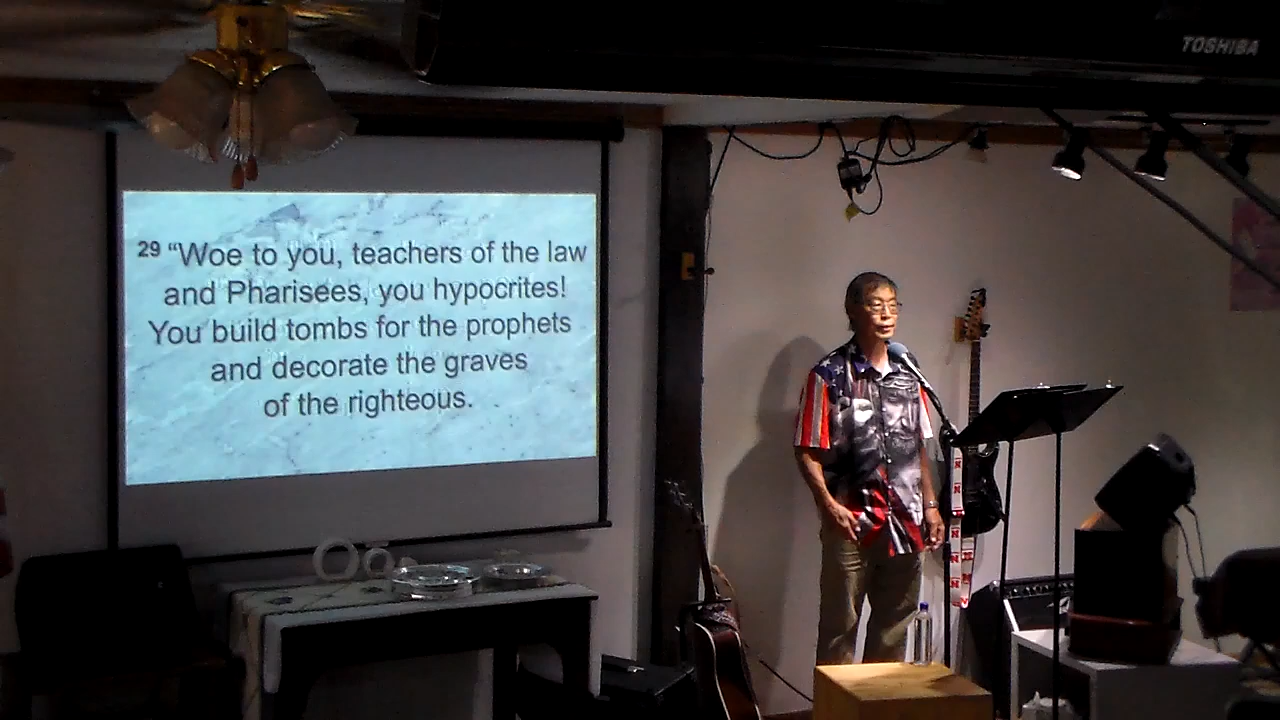 TOSHIBA
29 “Woe to you, teachers of the law
and Pharisees, you hypocrites!
You build tombs for the prophets
and decorate the graves
of the righteous.